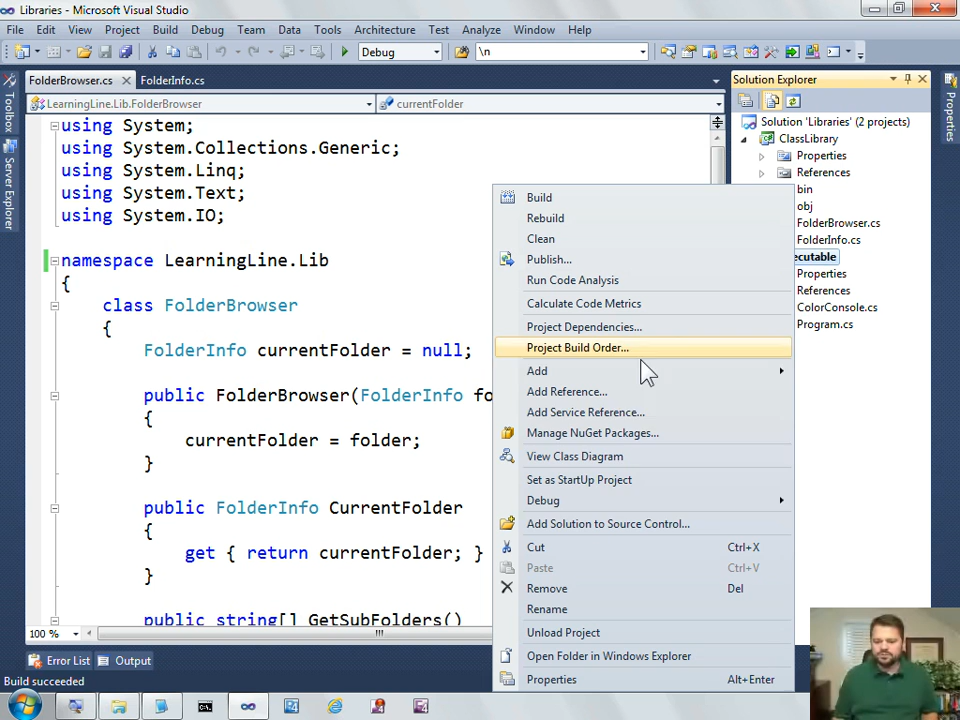 Libraries - Microsoft Visual Studio
File Edit View Project Build Debug Team Data Tools Architecture Test Analyze Window Help
Debug \n
FolderBrowser.cs FolderInfo.cs
LearningLine.Lib.FolderBrowser currentFolder
Toolbox
Server Explorer
using System;
using System.Collections.Generic;
using System.Linq;
using System.Text;
using System.IO;
namespace LearningLine.Lib
{
class FolderBrowser
{
FolderInfo currentFolder = null;
public FolderBrowser(FolderInfo fo
{
currentFolder = folder;
}
public FolderInfo CurrentFolder
{
get { return currentFolder; }
}
public string[] GetSubFolders()
100 %
Error List Output
Build succeeded
Build
Rebuild
Clean
Publish...
Run Code Analysis
Calculate Code Metrics
Project Dependencies...
Project Build Order...
Add
Add Reference...
Add Service Reference...
Manage NuGet Packages...
View Class Diagram
Set as StartUp Project
Debug
Add Solution to Source Control...
Cut Ctrl+X
Paste Ctrl+V
Remove Del
Rename
Unload Project
Open Folder in Windows Explorer
Properties Alt+Enter
Solution Explorer
Solution 'Libraries' (2 projects)
ClassLibrary
Properties
References
bin
obj
FolderBrowser.cs
FolderInfo.cs
ecutable
Properties
References
ColorConsole.cs
Program.cs
Properties